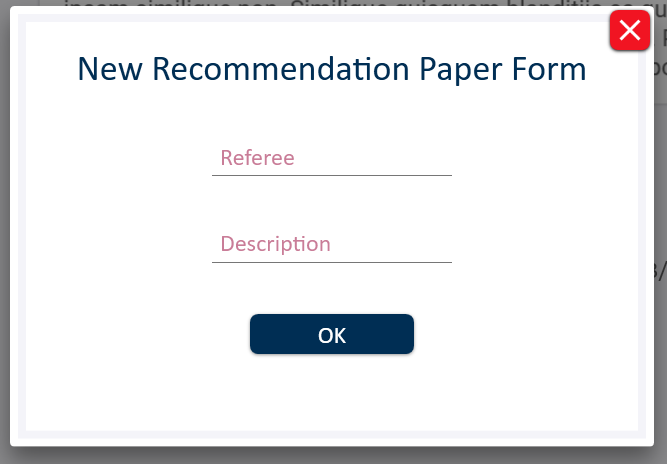 New Recommendation Paper Form
Referee
Description
OK